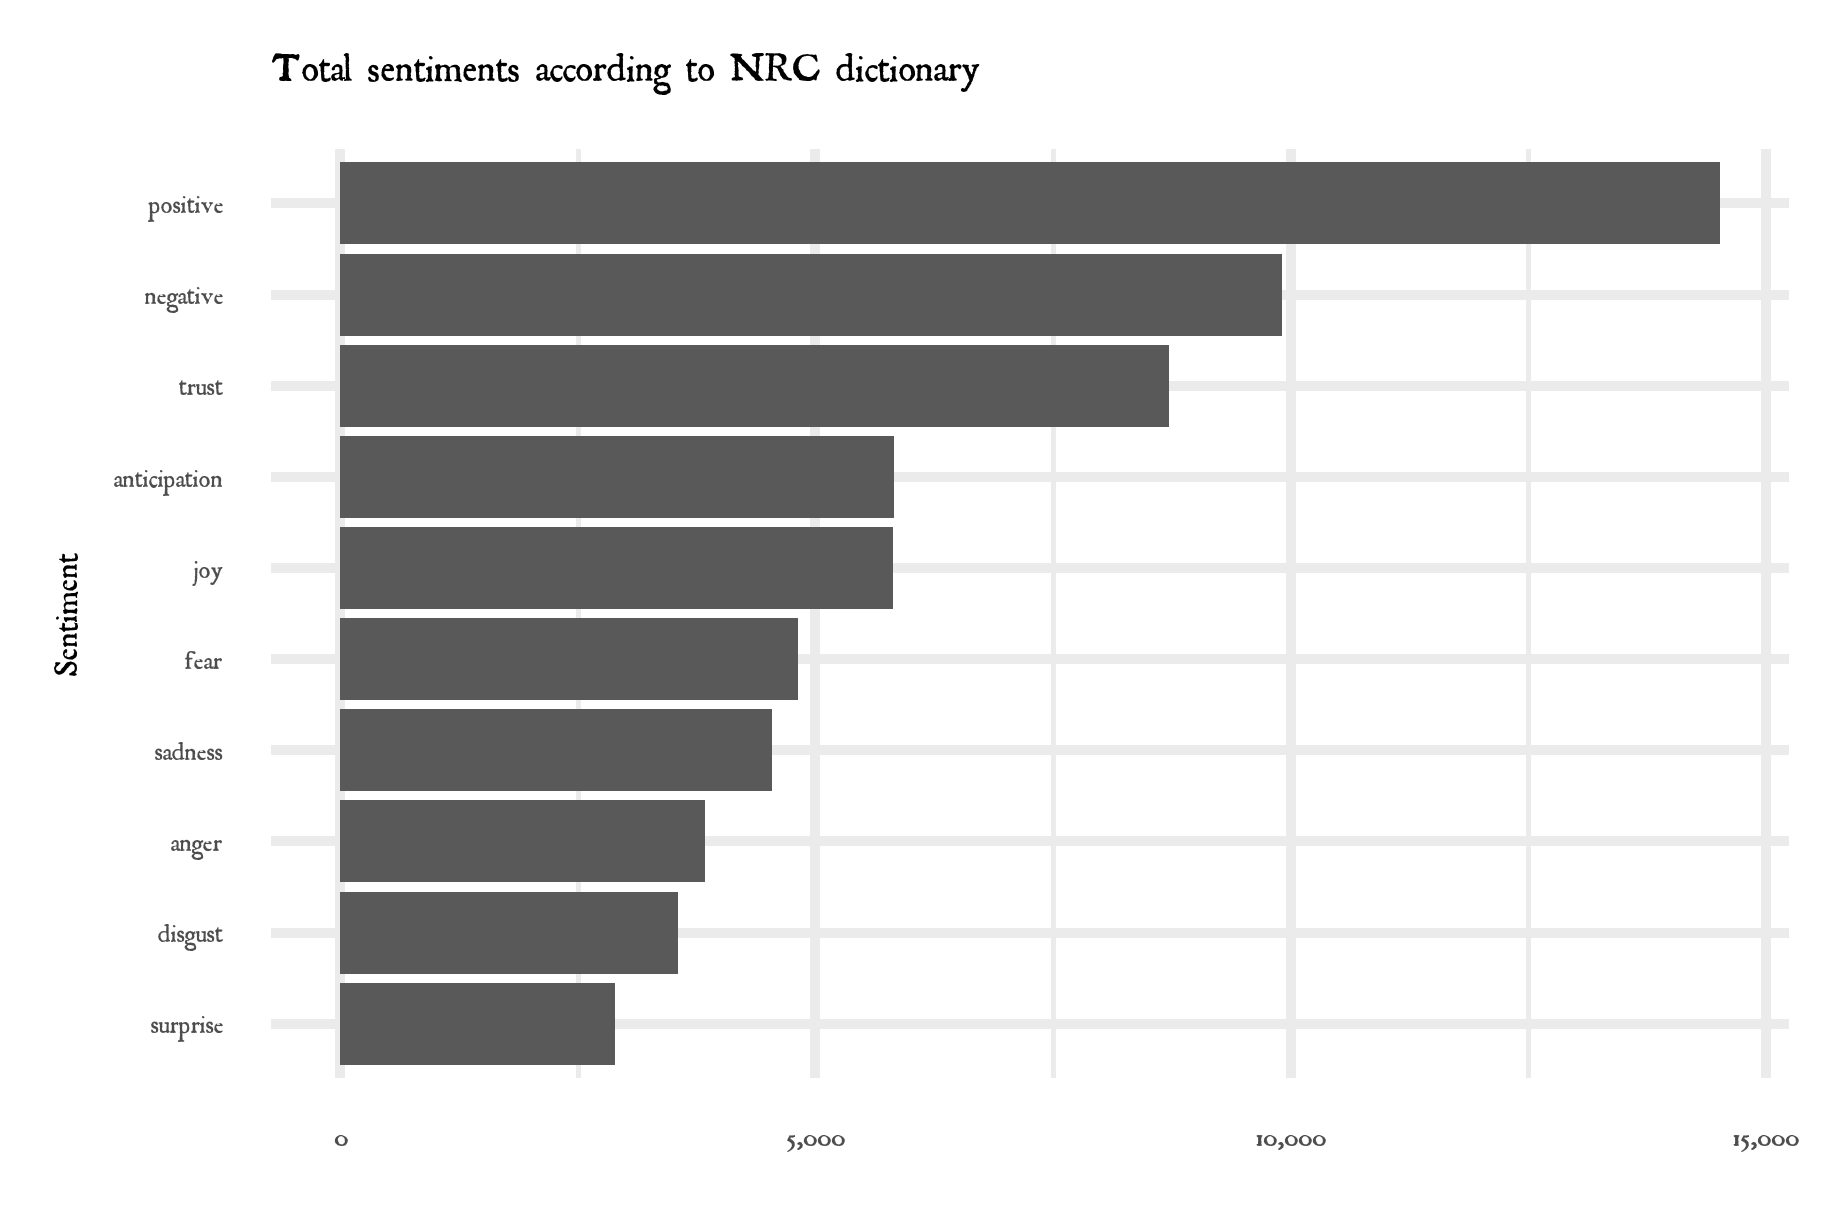 Total sentiments according to NRC dictionary
positive
negative
trust
anticipation
joy
fear
sadness
anger
disgust
surprise
Sentiment
0 5,000 10,000 15,000